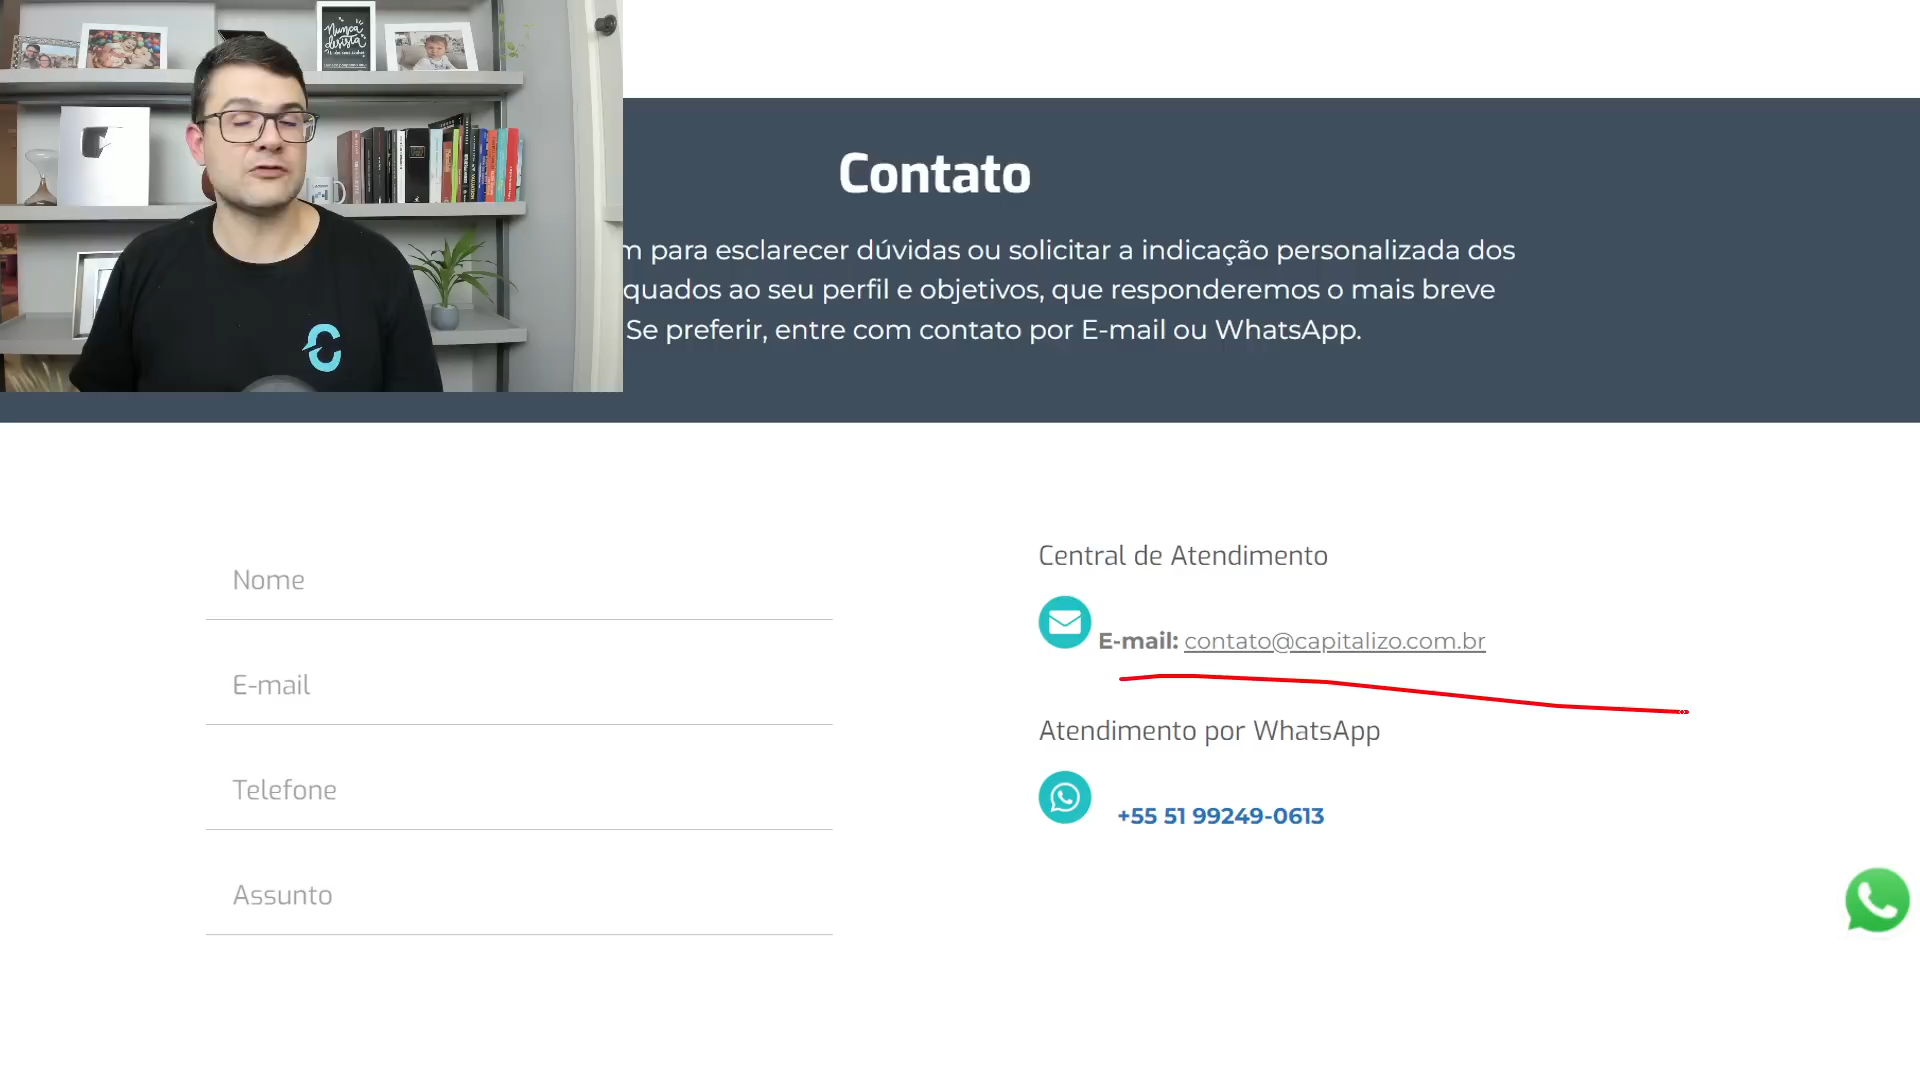 Nunca
desista
Contato
m para esclarecer dúvidas ou solicitar a indicação personalizada dos
quados ao seu perfil e objetivos, que responderemos o mais breve
Se preferir, entre com contato por E-mail ou WhatsApp.
Nome
E-mail
Telefone
Assunto
Central de Atendimento
E-mail: contato@capitalizo.com.br
Atendimento por WhatsApp
+55 51 99249-0613